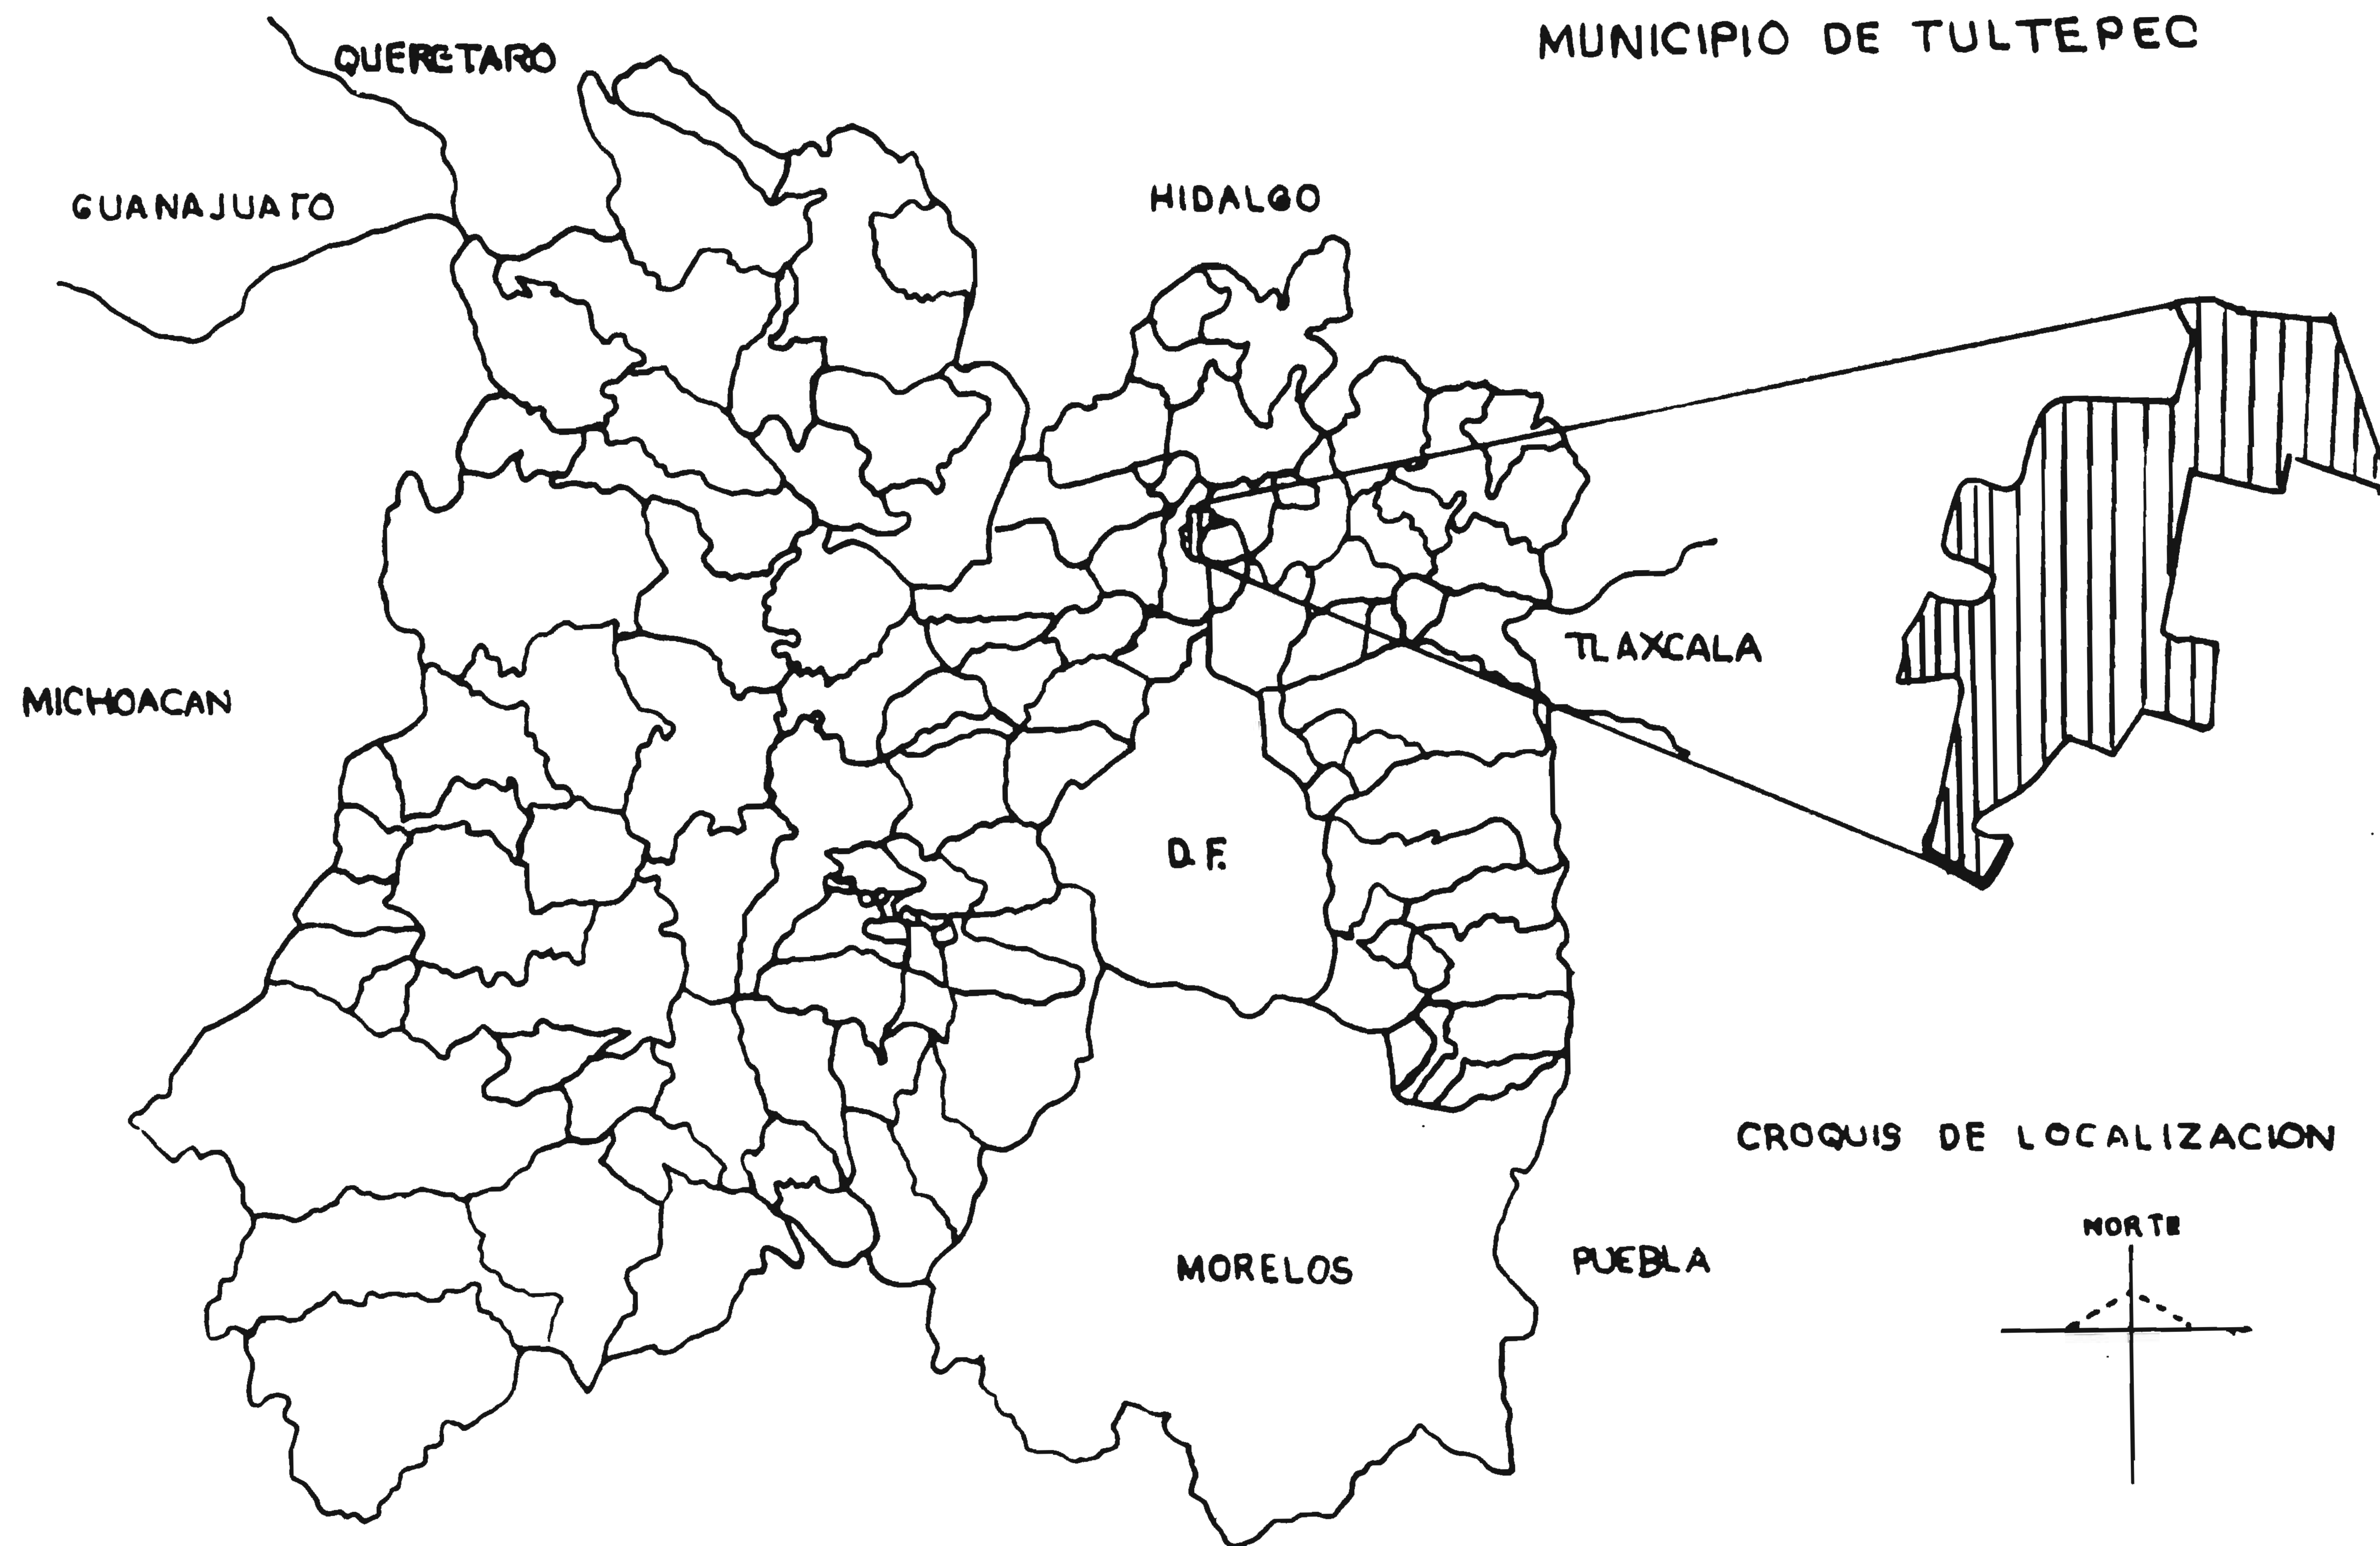 MUNICIPIO DE TULTEPEC
QUERETARO
GUANAJUATO
HIDALGO
TLAXCALA
MICHOACAN
D.F.
CROQUIS DE LOCALIZACION
NORTE
MORELOS
PUEBLA